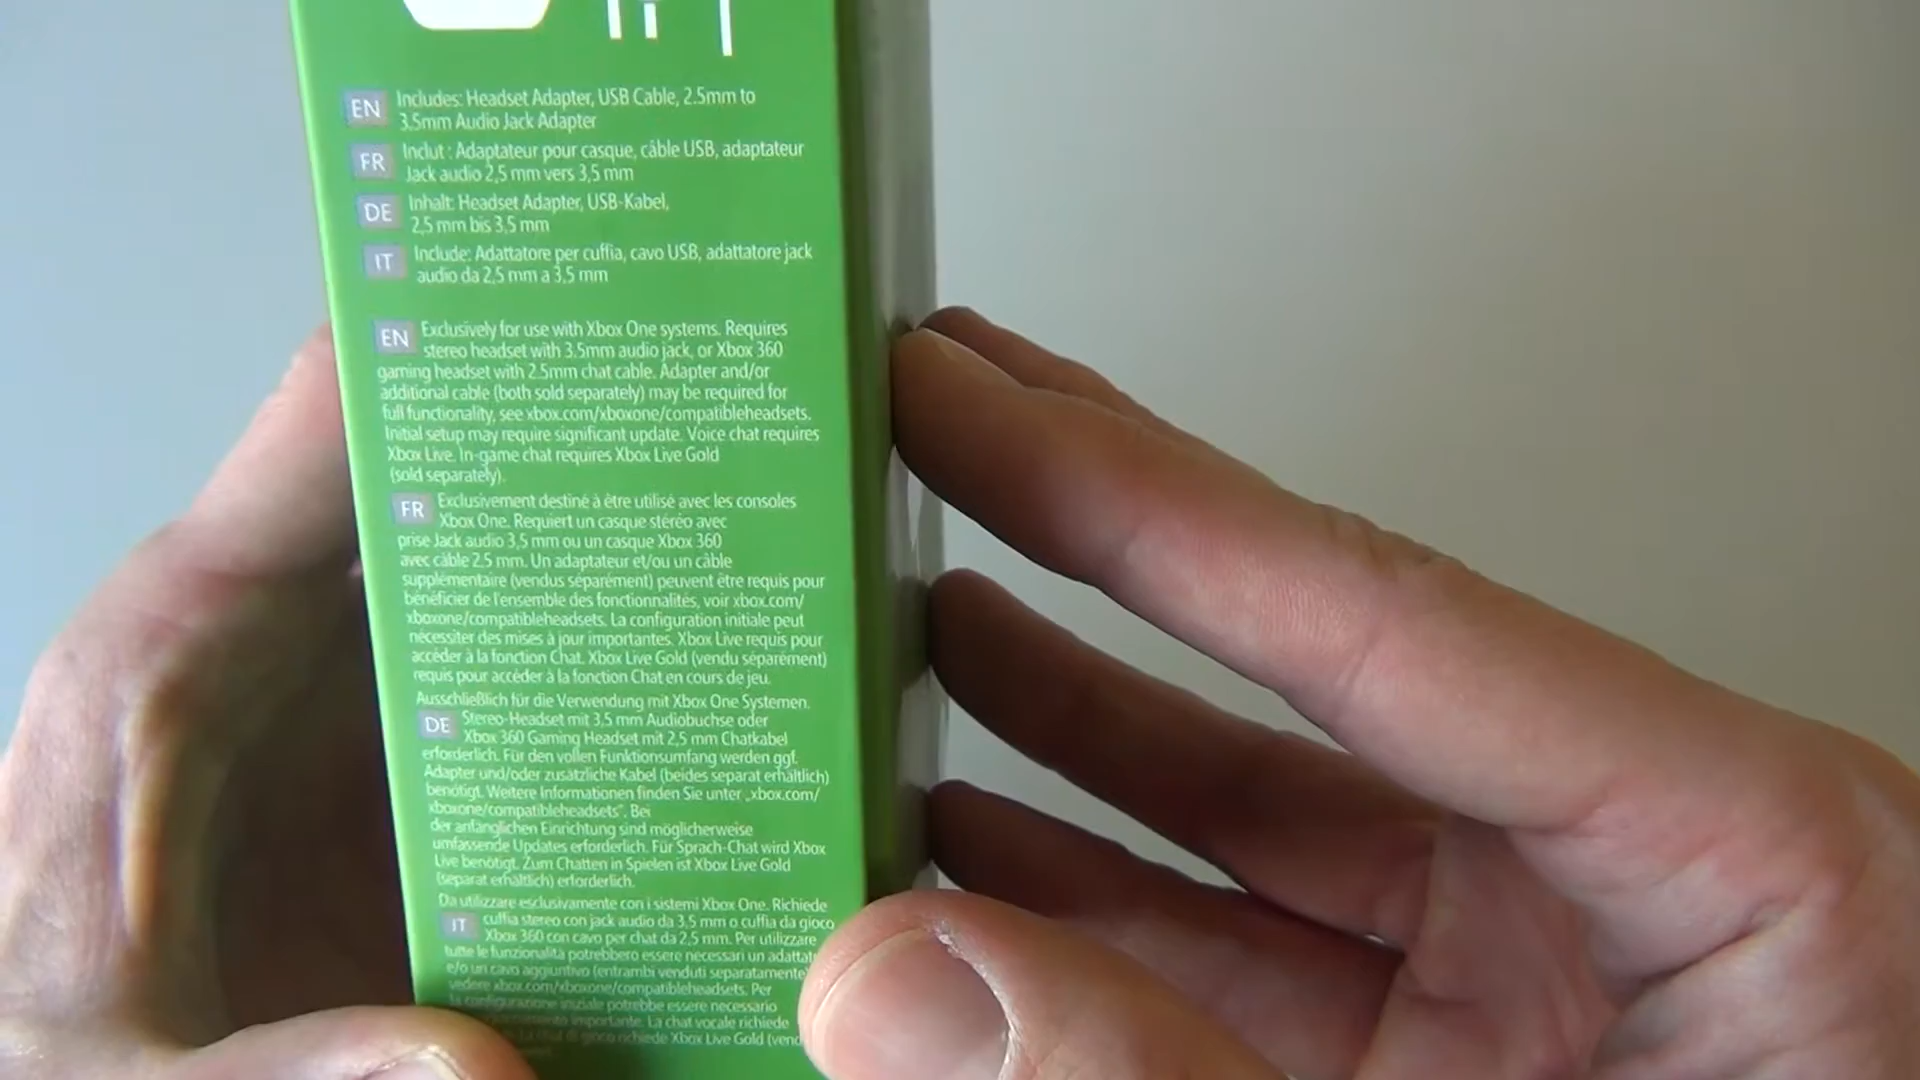 EN Includes: Headset Adapter, USB Cable, 2.5mm to
3.5mm Audio Jack Adapter
FR Inclut : Adaptateur pour casque, câble USB, adaptateur
Jack audio 2,5 mm vers 3,5 mm
DE Inhalt: Headset Adapter, USB-Kabel,
2,5 mm bis 3,5 mm
IT Include: Adattatore per cuffia, cavo USB, adattatore jack
audio da 2,5 mm a 3,5 mm
EN Exclusively for use with Xbox One systems. Requires
stereo headset with 3.5mm audio jack, or Xbox 360
gaming headset with 2.5mm chat cable. Adapter and/or
additional cable (both sold separately) may be required for
full functionality, see xbox.com/xboxone/compatibleheadsets.
Initial setup may require significant update. Voice chat requires
Xbox Live. In-game chat requires Xbox Live Gold
(sold separately).
FR Exclusivement destiné à être utilisé avec les consoles
Xbox One. Requiert un casque stéréo avec
prise Jack audio 3,5 mm ou un casque Xbox 360
avec câble 2,5 mm. Un adaptateur et/ou un câble
supplémentaire (vendus séparément) peuvent être requis pour
bénéficier de l'ensemble des fonctionnalités, voir xbox.com/
xboxone/compatibleheadsets. La configuration initiale peut
nécessiter des mises à jour importantes. Xbox Live requis pour
accéder à la fonction Chat. Xbox Live Gold (vendu séparément)
requis pour accéder à la fonction Chat en cours de jeu.
Ausschließlich für die Verwendung mit Xbox One Systemen.
DE Stereo-Headset mit 3,5 mm Audiobuchse oder
Xbox 360 Gaming Headset mit 2,5 mm Chatkabel
erforderlich. Für den vollen Funktionsumfang werden ggf.
Adapter und/oder zusätzliche Kabel (beides separat erhältlich)
benötigt. Weitere Informationen finden Sie unter „xbox.com/
xboxone/compatibleheadsets“. Bei
der anfänglichen Einrichtung sind möglicherweise
umfassende Updates erforderlich. Für Sprach-Chat wird Xbox
Live benötigt. Zum Chatten in Spielen ist Xbox Live Gold
(separat erhältlich) erforderlich.
Da utilizzare esclusivamente con i sistemi Xbox One. Richiede
IT cuffia stereo con jack audio da 3,5 mm o cuffia da gioco
Xbox 360 con cavo per chat da 2,5 mm. Per utilizzare
tutte le funzionalità potrebbero essere necessari un adattat
e/o un cavo aggiuntivo (entrambi venduti separatamente)
vedere xbox.com/xboxone/compatibleheadsets. Per
la configurazione iniziale potrebbe essere necessario
importante. La chat vocale richiede
di gioco richiede Xbox Live Gold (vend